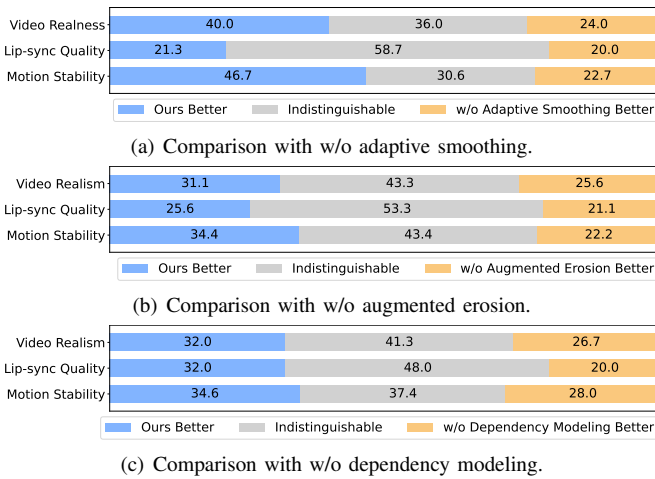 Video Realness 40.0 36.0 24.0
Lip-sync Quality 21.3 58.7 20.0
Motion Stability 46.7 30.6 22.7
Ours Better Indistinguishable w/o Adaptive Smoothing Better
(a) Comparison with w/o adaptive smoothing.
Video Realism 31.1 43.3 25.6
Lip-sync Quality 25.6 53.3 21.1
Motion Stability 34.4 43.4 22.2
Ours Better Indistinguishable w/o Augmented Erosion Better
(b) Comparison with w/o augmented erosion.
Video Realism 32.0 41.3 26.7
Lip-sync Quality 32.0 48.0 20.0
Motion Stability 34.6 37.4 28.0
Ours Better Indistinguishable w/o Dependency Modeling Better
(c) Comparison with w/o dependency modeling.